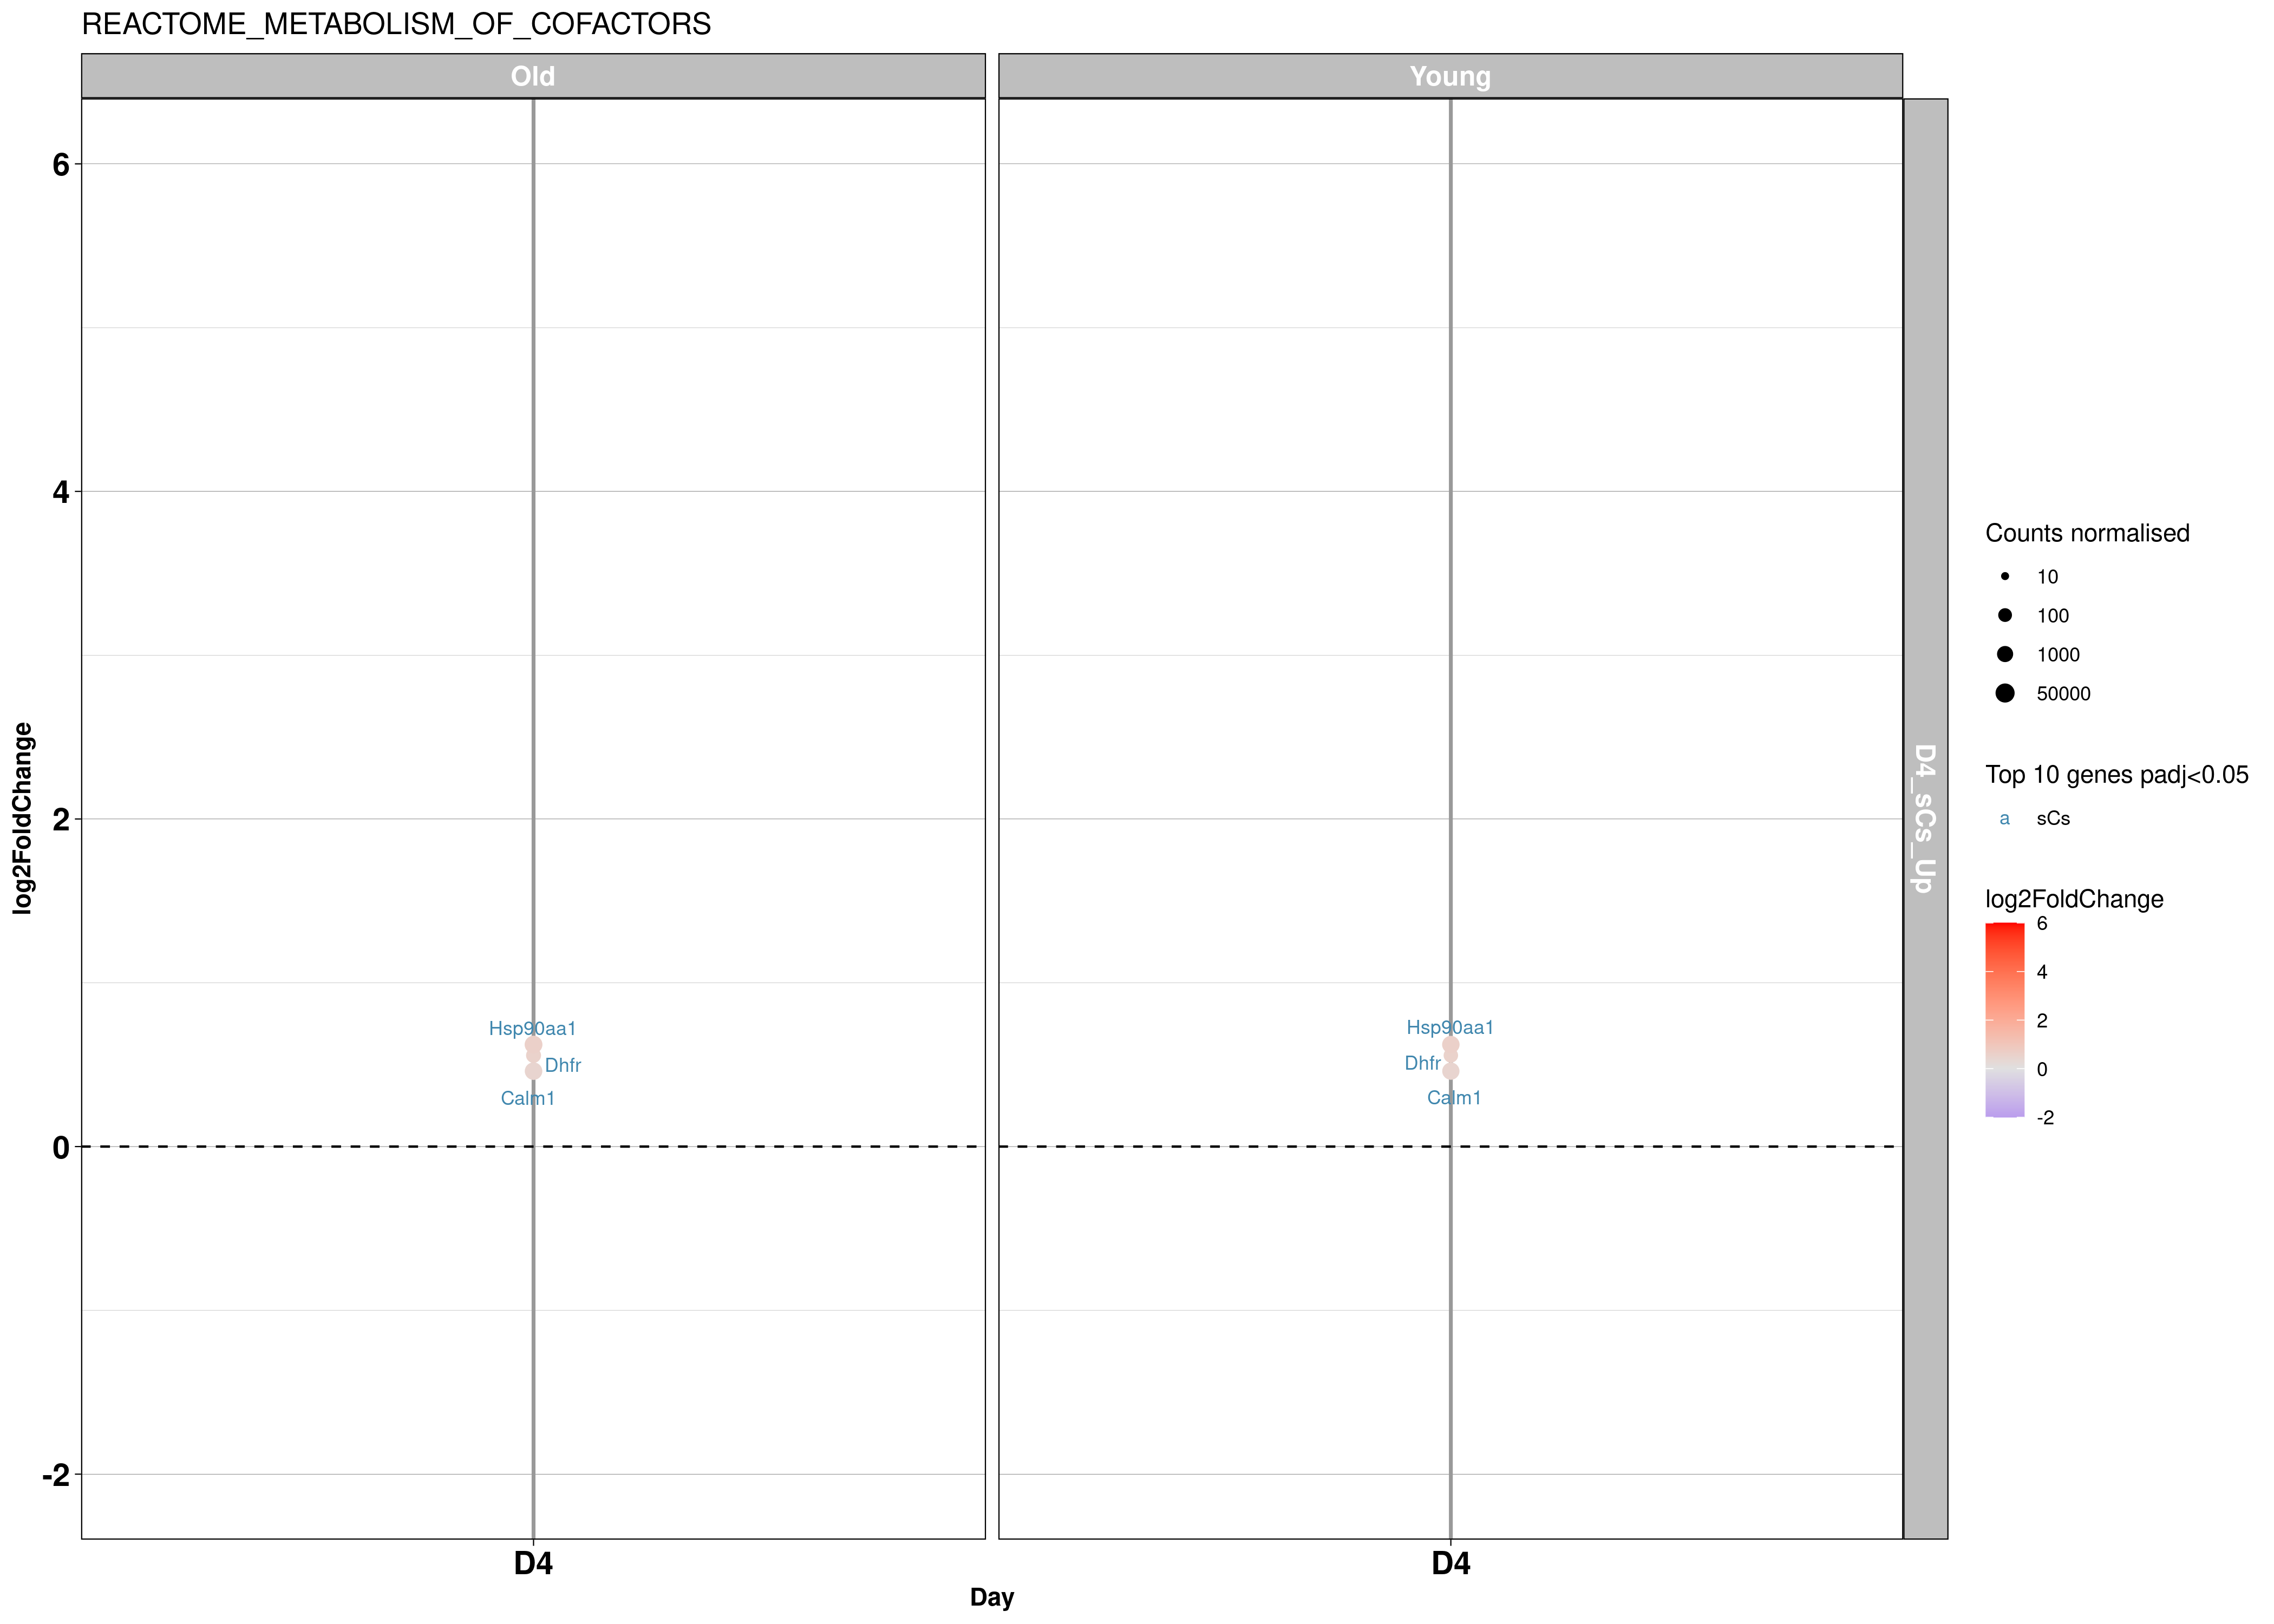 REACTOME_METABOLISM_OF_COFACTORS
Old
Young
6
4
2
0
-2
log2FoldChange
Hsp90aa1
Dhfr
Calm1
Hsp90aa1
Dhfr
Calm1
D4_sCs_Up
D4
D4
Day
Counts normalised
10
100
1000
50000
Top 10 genes padj<0.05
a sCs
log2FoldChange
6
4
2
0
-2